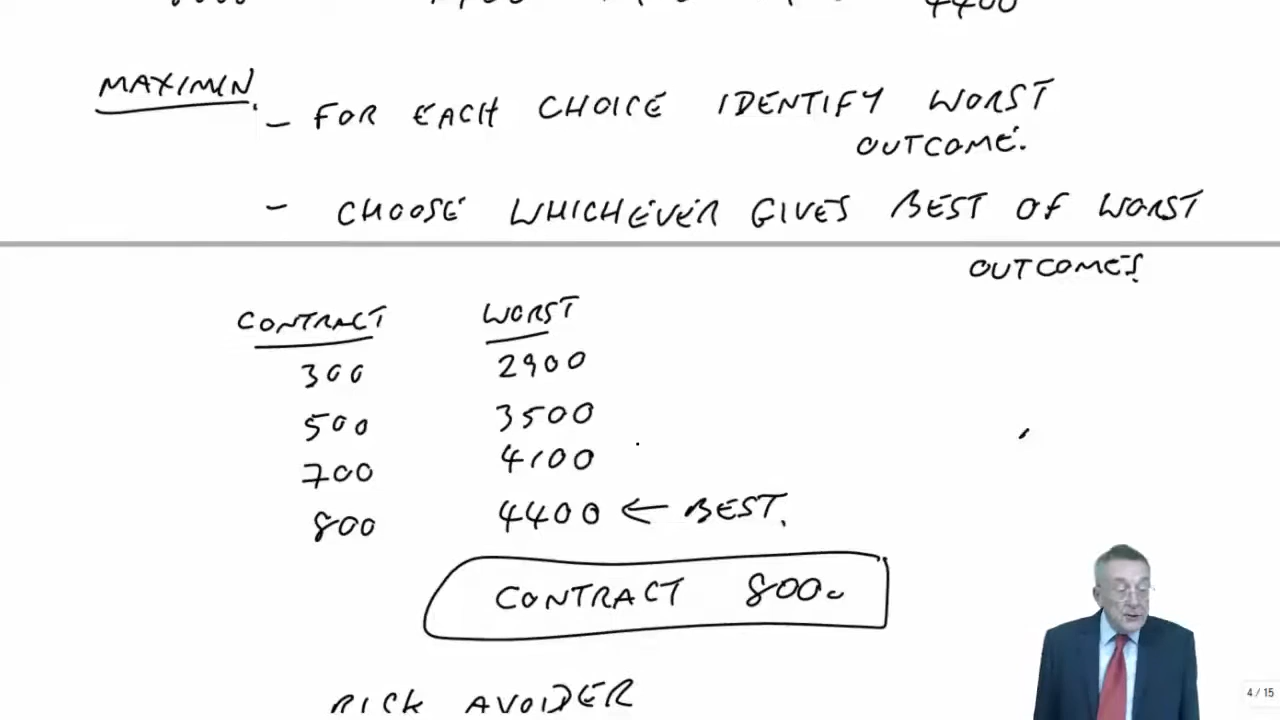 4400
MAXIMIN
- FOR EACH CHOICE IDENTIFY WORST
OUTCOME.
- CHOOSE WHICHEVER GIVES BEST OF WORST
OUTCOMES
CONTRACT WORST
300 2900
500 3500
700 4100
800 4400 ← BEST.
CONTRACT 800.
RISK AVOIDER
4 / 15